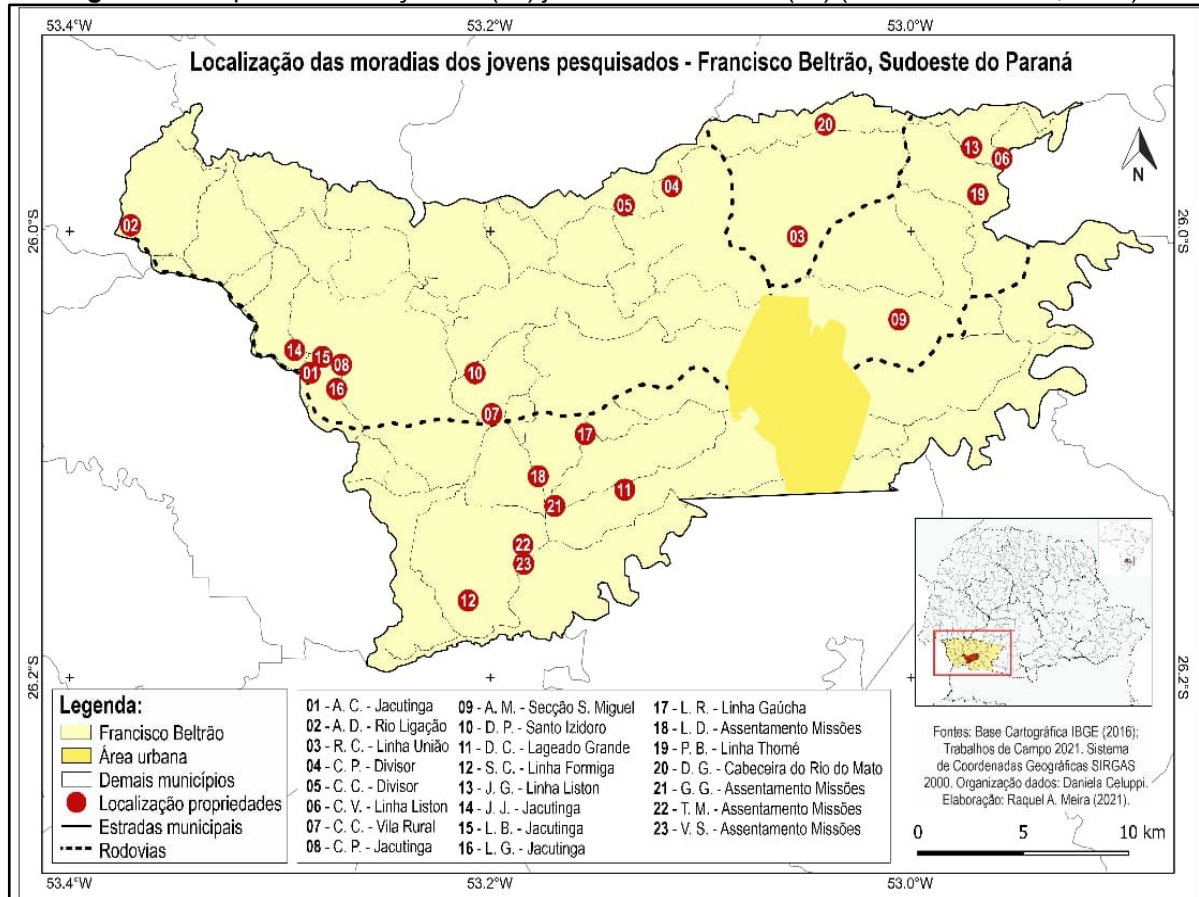 53.4°W 53.2°W 53.0°W
Localização das moradias dos jovens pesquisados - Francisco Beltrão, Sudoeste do Paraná
20
13
06
04
19
05
N
02
03
26.0°S
26.0°S
09
14
15
08
01
10
16
07
17
18
11
21
22
23
12
26.2°S
26.2°S
Legenda:
Francisco Beltrão
Área urbana
Demais municípios
Localização propriedades
Estradas municipais
Rodovias
01 - A. C. - Jacutinga
02 - A.D. - Rio Ligação
03 - R. C. - Linha União
04 - C. P. - Divisor
05 - C. C. - Divisor
06 - C. V. - Linha Liston
07 - C. C. - Vila Rural
08 - C. P. - Jacutinga
09 - A. M. - Secção S. Miguel
10 - D. P. - Santo Izidoro
11 - D. C. - Lageado Grande
12 - S. C. - Linha Formiga
13 - J. G. - Linha Liston
14 - J. J. - Jacutinga
15 - L. B. - Jacutinga
16 - L. G. - Jacutinga
17 - L. R. - Linha Gaúcha
18 - L. D. - Assentamento Missões
19 - P. B. - Linha Thomé
20 - D. G. - Cabeceira do Rio do Mato
21 - G. G. - Assentamento Missões
22 - T. M. - Assentamento Missões
23 - V. S. - Assentamento Missões
Fontes: Base Cartográfica IBGE (2016);
Trabalhos de Campo 2021. Sistema
de Coordenadas Geográficas SIRGAS
2000. Organização dados: Daniela Celuppi.
Elaboração: Raquel A. Meira (2021).
0 5 10 km
53.4°W 53.2°W 53.0°W